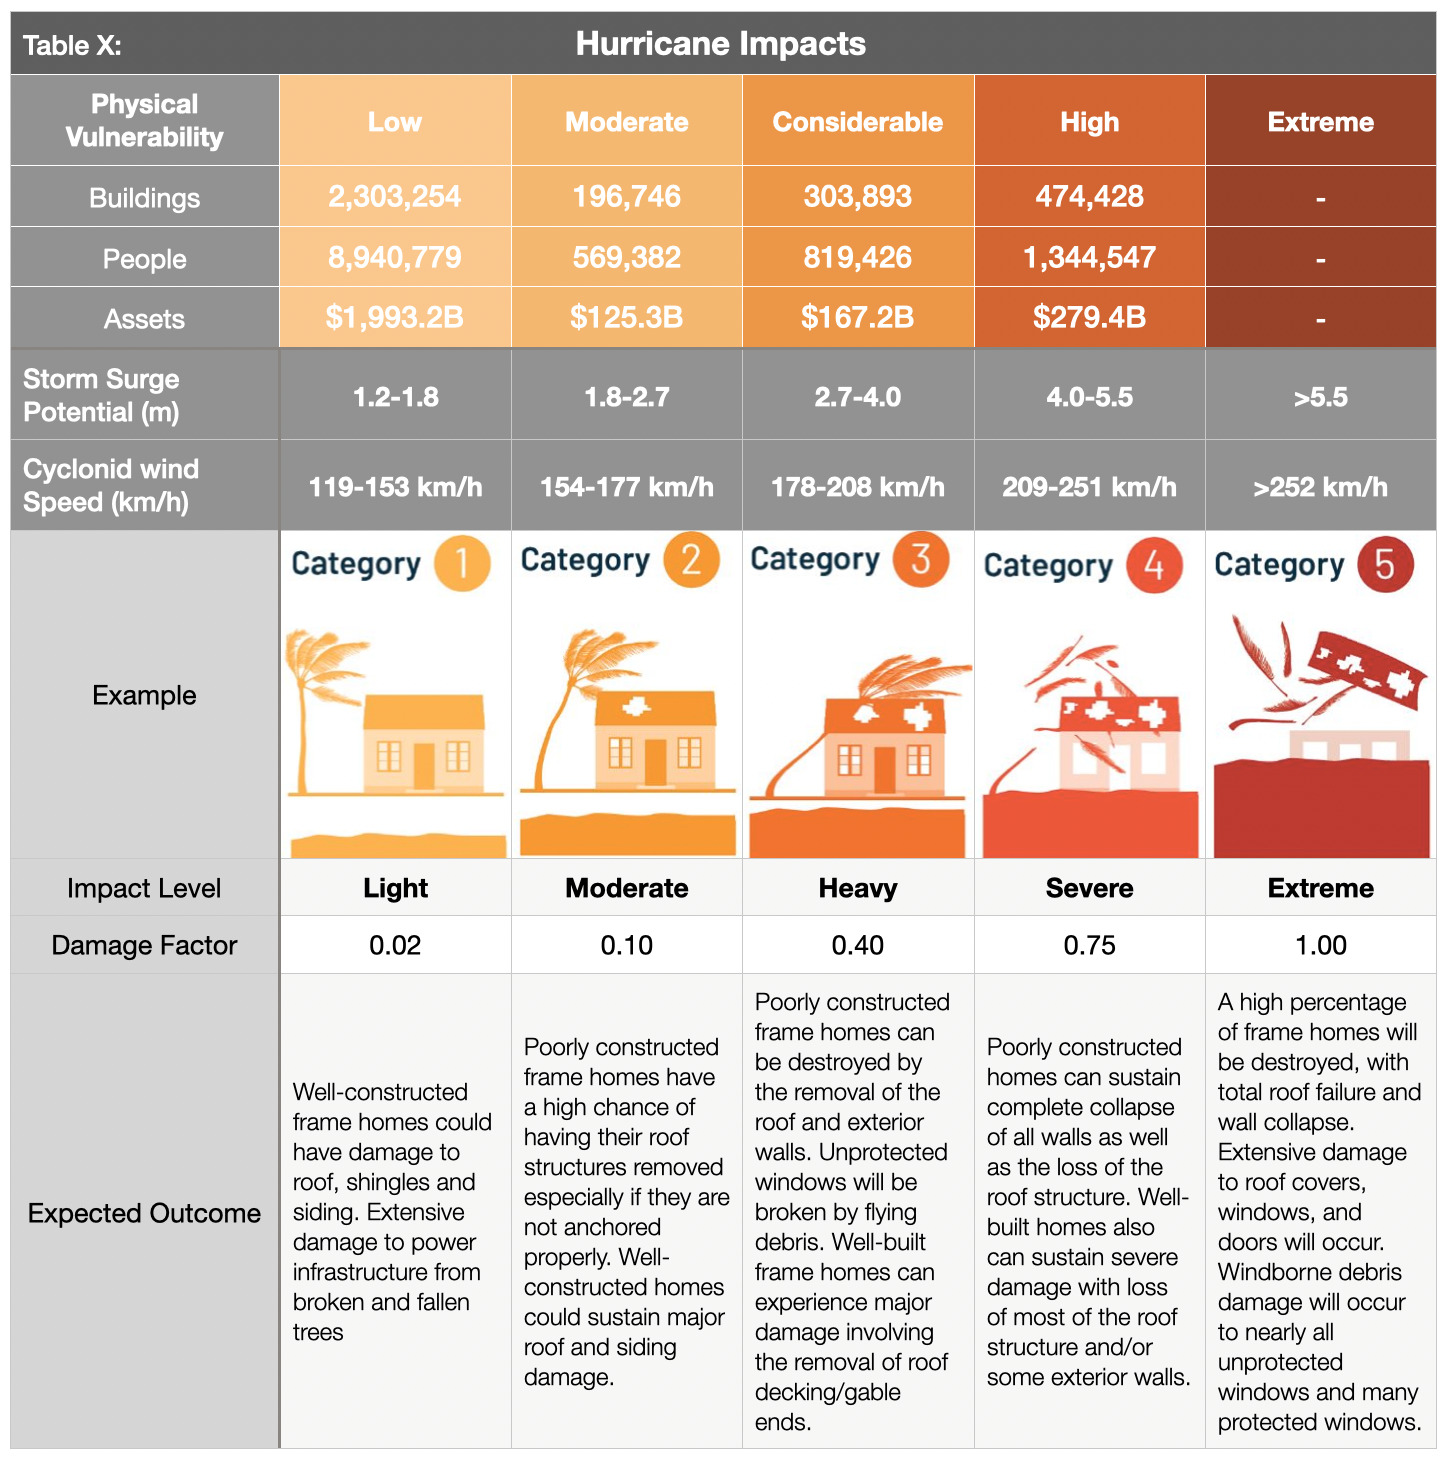 Table X:
Hurricane Impacts
Physical
Vulnerability
Low
Moderate
Considerable
High
Extreme
Buildings
2,303,254
196,746
303,893
474,428
-
People
8,940,779
569,382
819,426
1,344,547
-
Assets
$1,993.2B
$125.3B
$167.2B
$279.4B
-
Storm Surge
Potential (m)
1.2-1.8
1.8-2.7
2.7-4.0
4.0-5.5
>5.5
Cyclonid wind
Speed (km/h)
119-153 km/h
154-177 km/h
178-208 km/h
209-251 km/h
>252 km/h
Example
Category 1
Category 2
Category 3
Category 4
Category 5
Impact Level
Light
Moderate
Heavy
Severe
Extreme
Damage Factor
0.02
0.10
0.40
0.75
1.00
Expected Outcome
Well-constructed
frame homes could
have damage to
roof, shingles and
siding. Extensive
damage to power
infrastructure from
broken and fallen
trees
Poorly constructed
frame homes have
a high chance of
having their roof
structures removed
especially if they are
not anchored
properly. Well-
constructed homes
could sustain major
roof and siding
damage.
Poorly constructed
frame homes can
be destroyed by
the removal of the
roof and exterior
walls. Unprotected
windows will be
broken by flying
debris. Well-built
frame homes can
experience major
damage involving
the removal of roof
decking/gable
ends.
Poorly constructed
homes can sustain
complete collapse
of all walls as well
as the loss of the
roof structure. Well-
built homes also
can sustain severe
damage with loss
of most of the roof
structure and/or
some exterior walls.
A high percentage
of frame homes will
be destroyed, with
total roof failure and
wall collapse.
Extensive damage
to roof covers,
windows, and
doors will occur.
Windborne debris
damage will occur
to nearly all
unprotected
windows and many
protected windows.